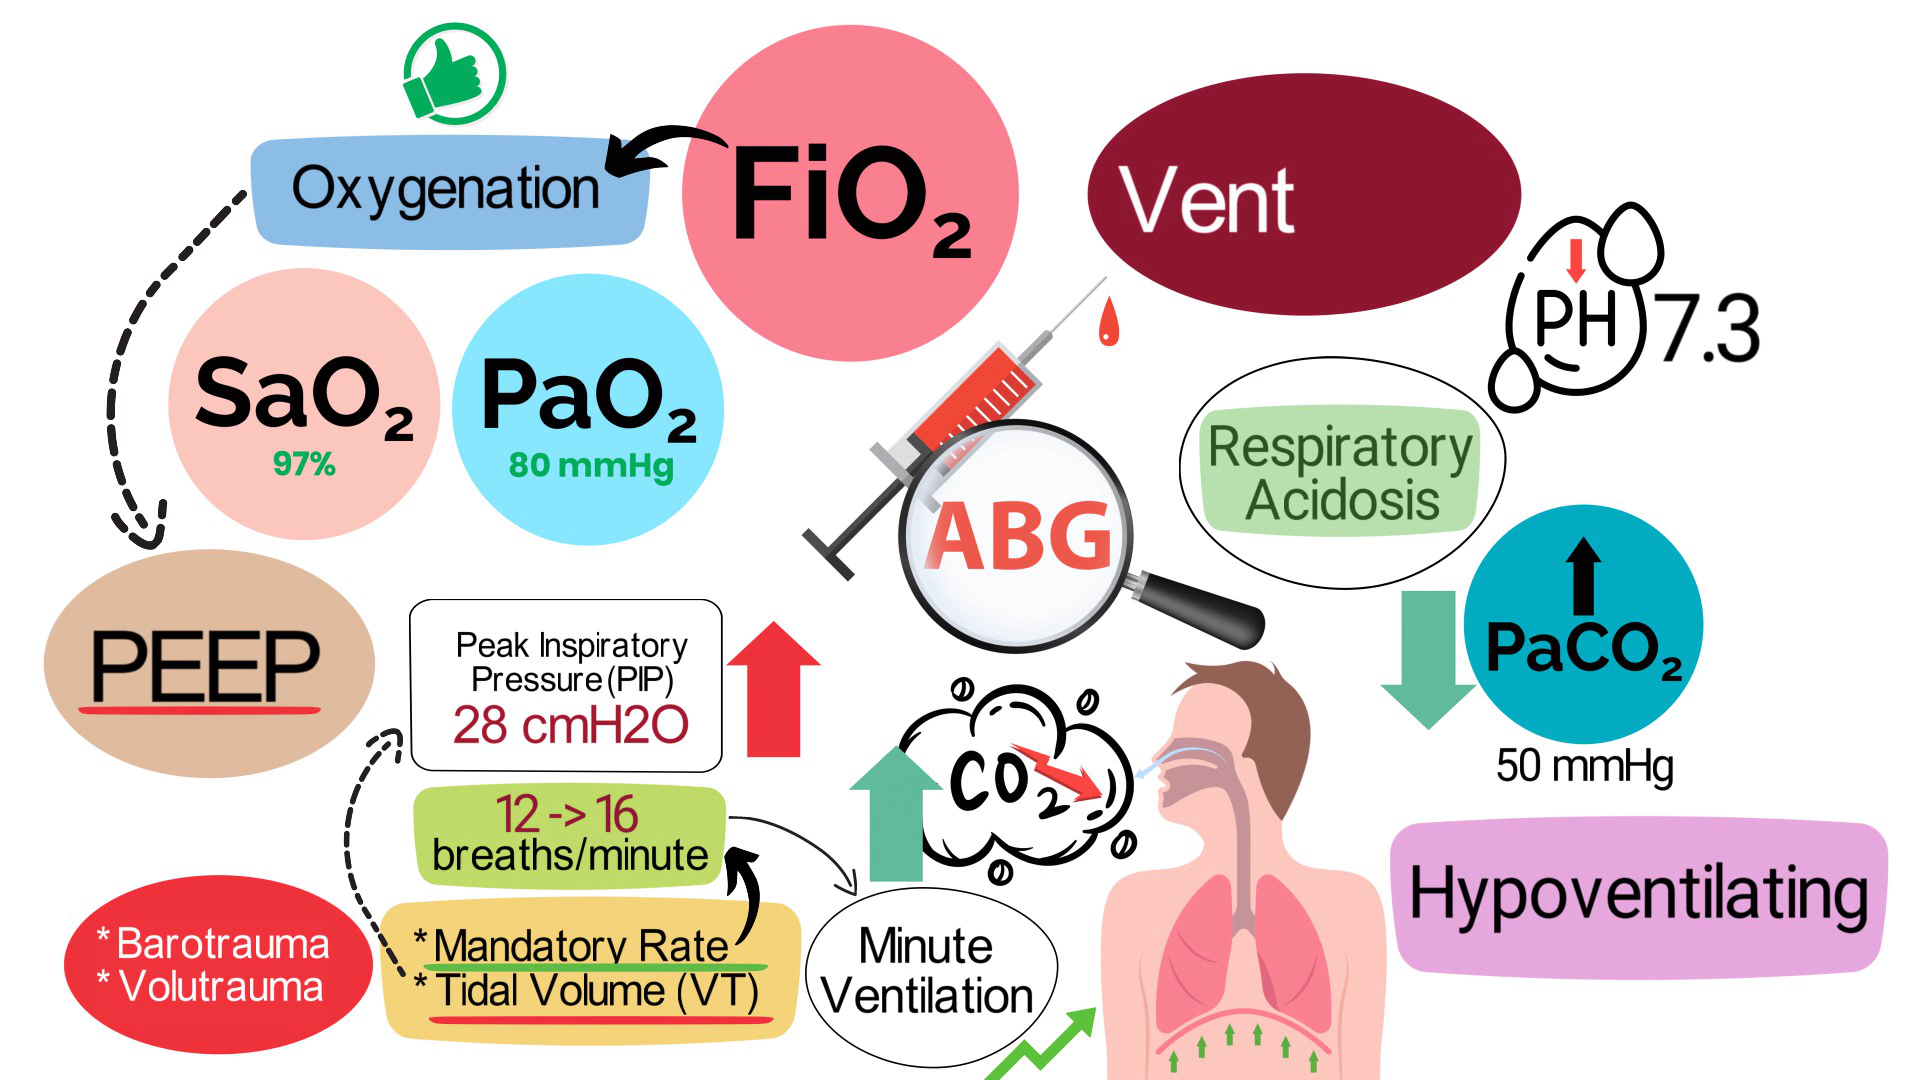 Oxygenation
FiO₂
Vent
PH 7.3
SaO₂
97%
PaO₂
80 mmHg
ABG
Respiratory
Acidosis
PaCO₂
50 mmHg
PEEP
Peak Inspiratory
Pressure (PIP)
28 cmH2O
12 -> 16
breaths/minute
CO₂
Hypoventilating
* Barotrauma
* Volutrauma
* Mandatory Rate
* Tidal Volume (VT)
Minute
Ventilation